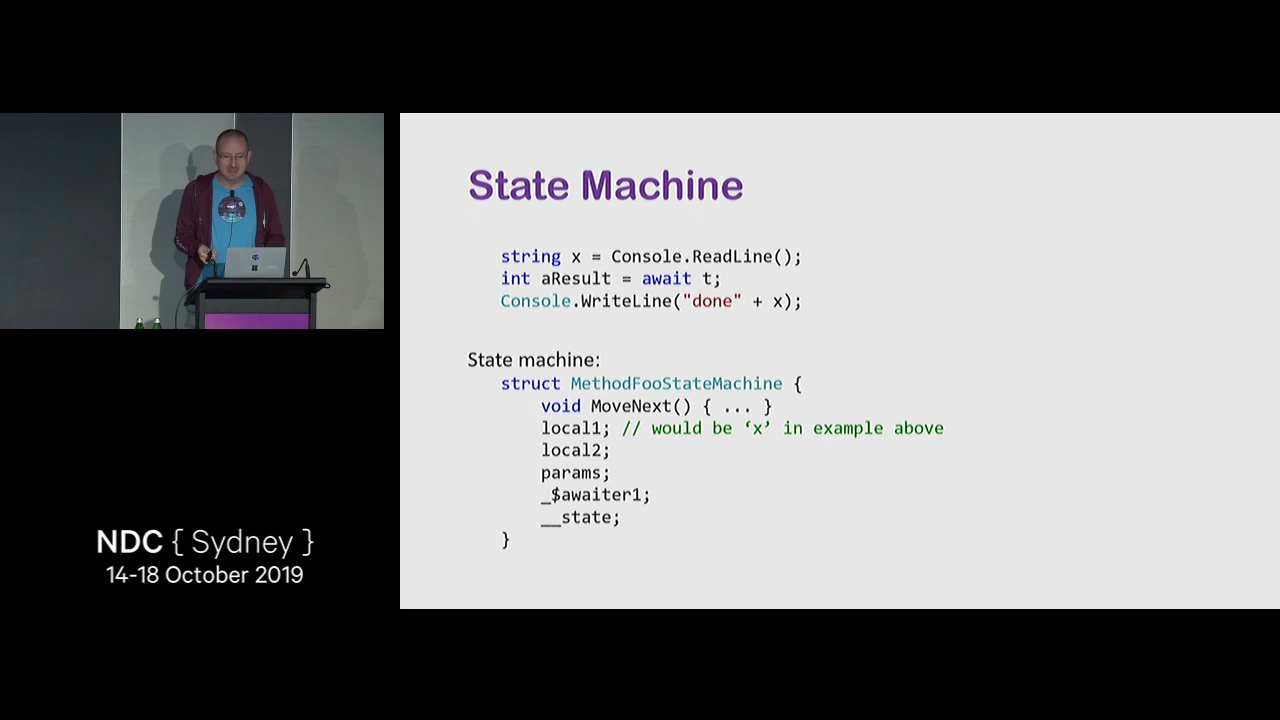 State Machine
string x = Console.ReadLine();
int aResult = await t;
Console.WriteLine("done" + x);
State machine:
struct MethodFooStateMachine {
void MoveNext() { ... }
local1; // would be ‘x’ in example above
local2;
params;
_$awaiter1;
__state;
}
NDC { Sydney }
14-18 October 2019